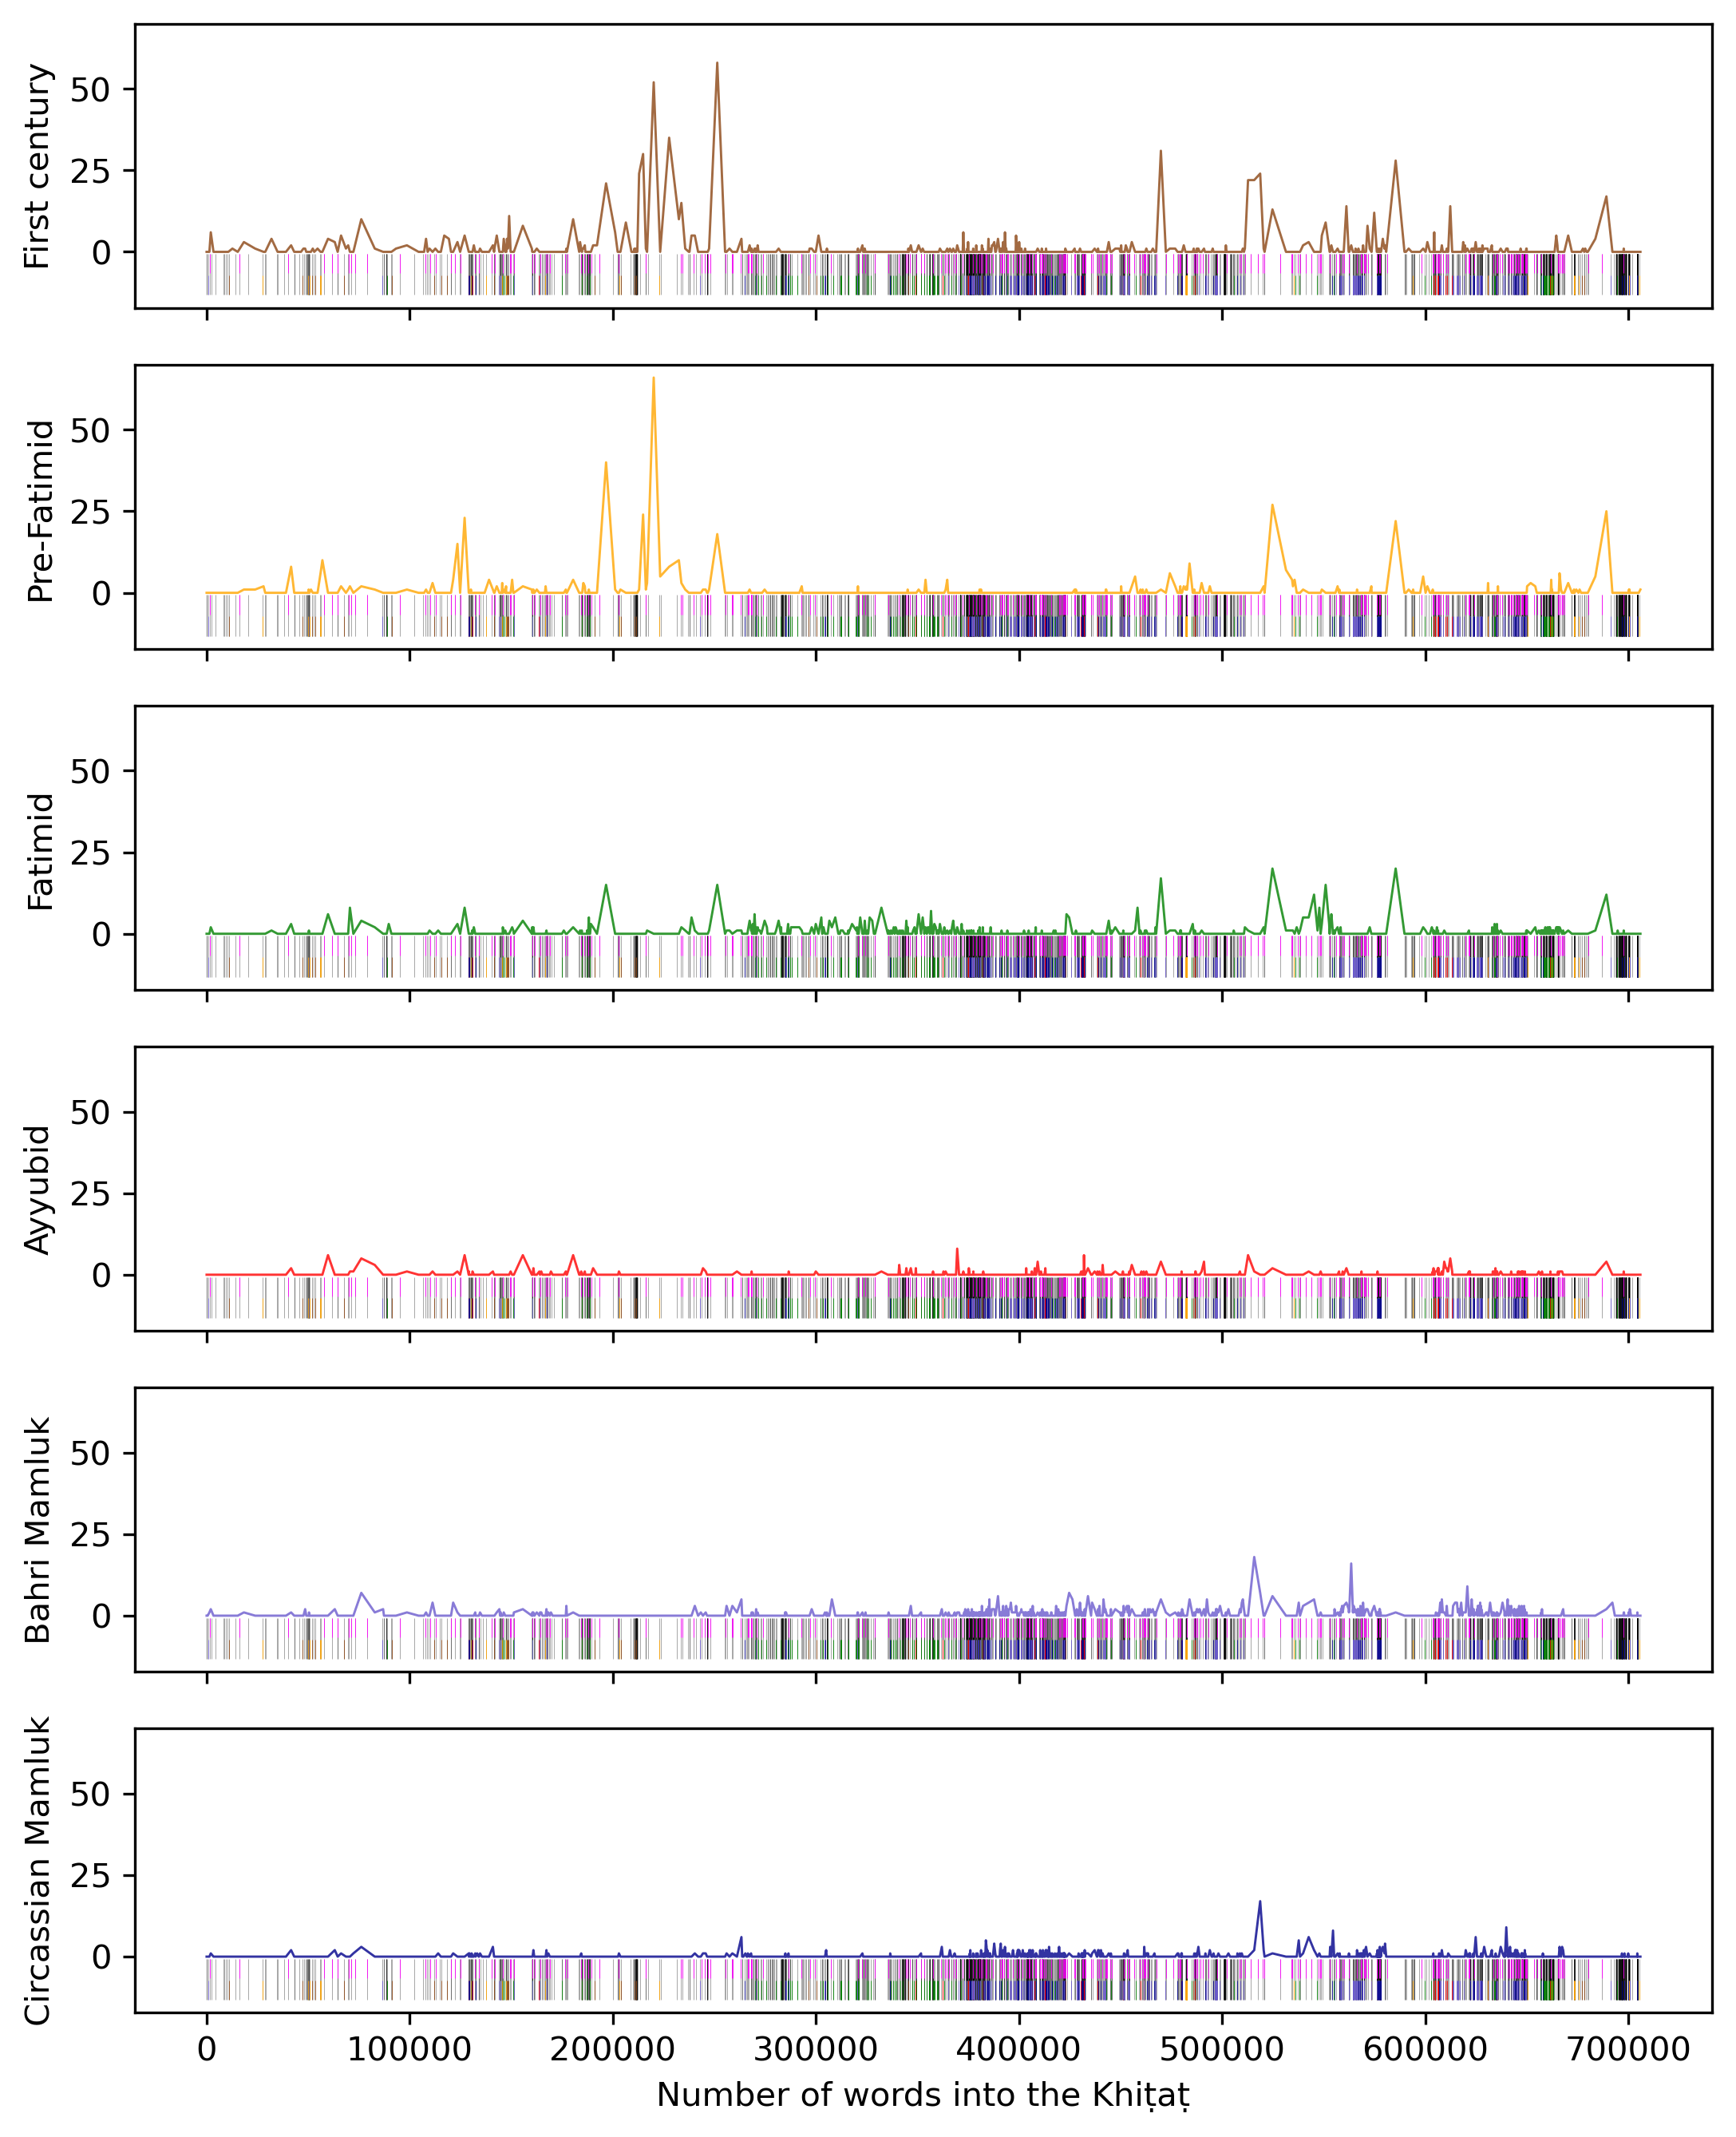 First century
50
25
0
Pre-Fatimid
50
25
0
Fatimid
50
25
0
Ayyubid
50
25
0
Bahri Mamluk
50
25
0
Circassian Mamluk
50
25
0
0 100000 200000 300000 400000 500000 600000 700000
Number of words into the Khiṭaṭ